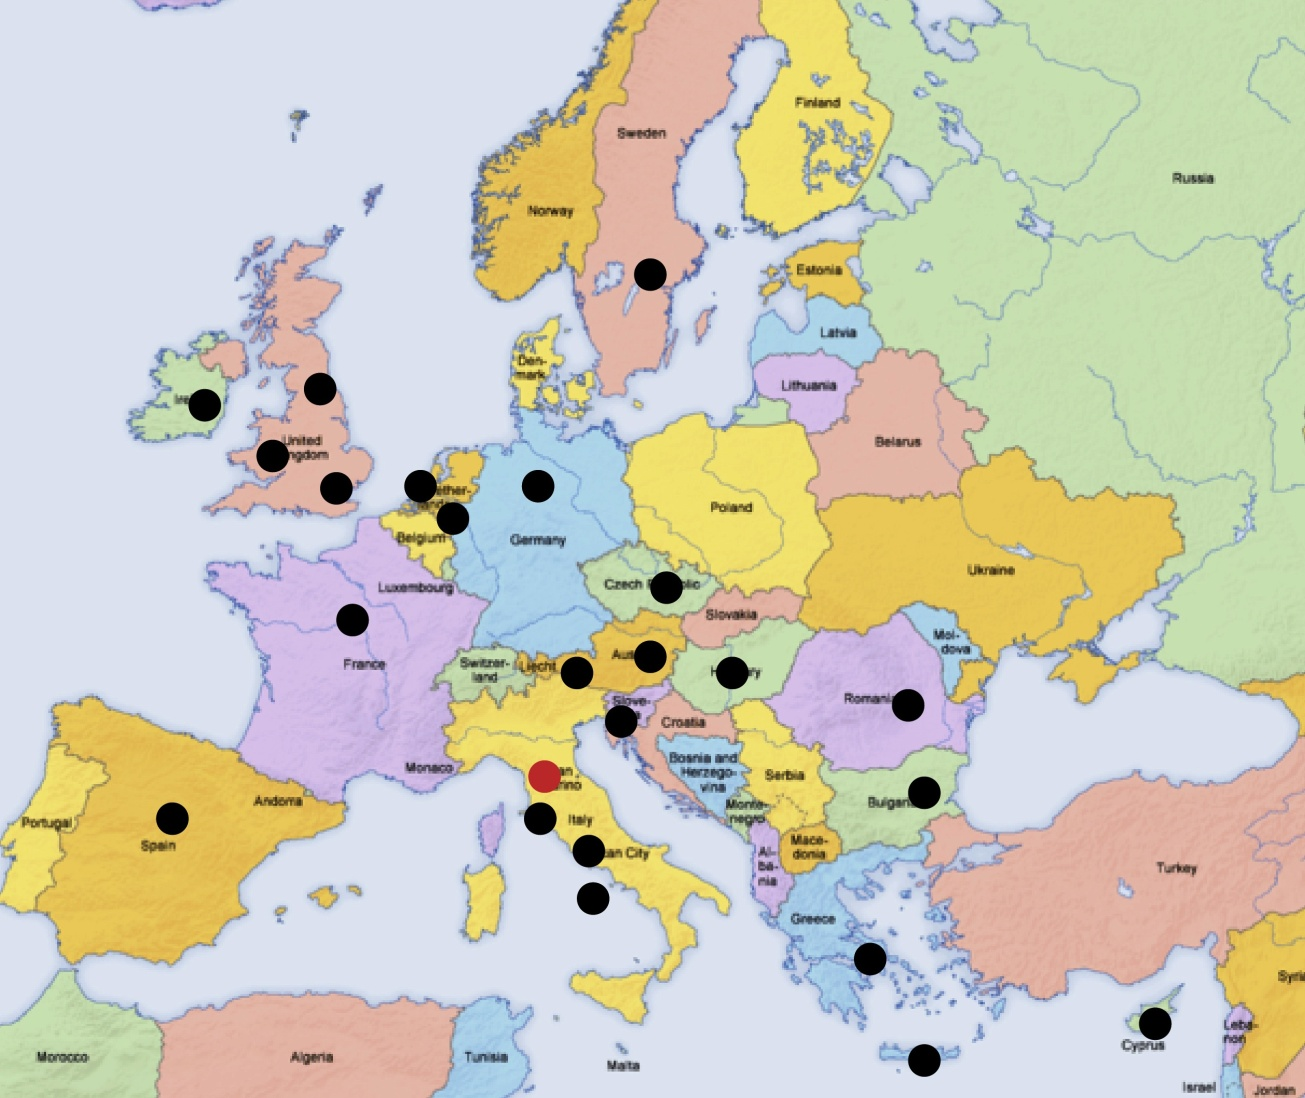 Finland
Sweden
Russia
Norway
Estonia
Latvia
Den-
mark
Lithuania
United
Belarus
Poland
Belgium
Germany
Ukraine
Czech
Luxembourg
Slovakia
Mol-
dova
France
Switzer-
land
Liecht
Romania
Slove-
Croatia
Bosnia and
Herzego-
vina
Monaco
Serbia
Andorra
Monte-
negro
Portugal
Italy
Spain
Mace-
donia
Al-
ba-
nia
Turkey
Greece
Syria
Leba-
non
Cyprus
Morocco
Algeria
Tunisia
Malta
Israel
Jordan